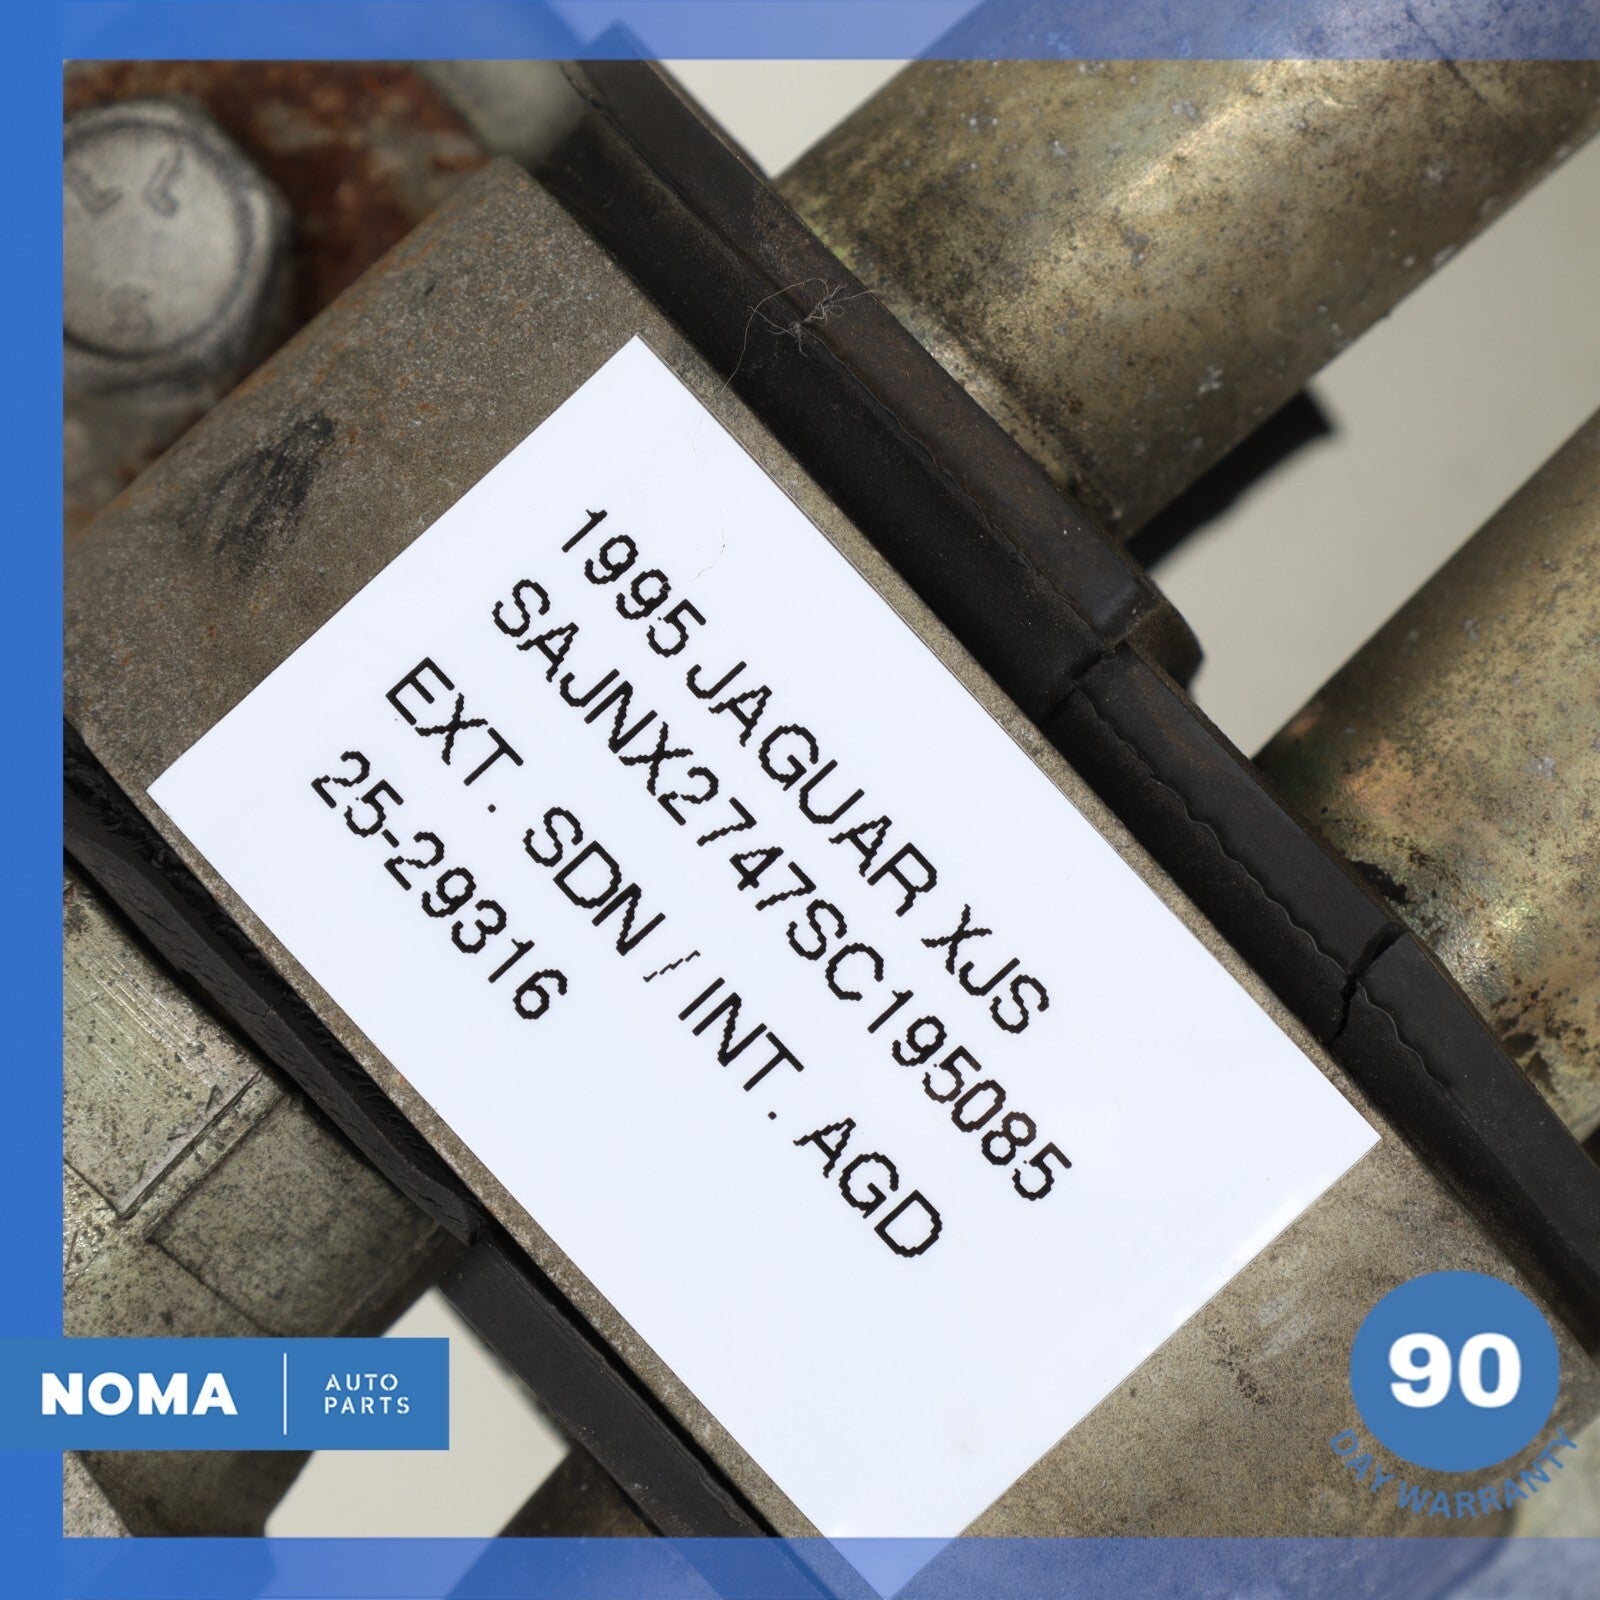 1995 JAGUAR XJS
SAJNX2747SC195085
EXT. SDN / INT. AGD
25-29316
NOMA
AUTO
PARTS
90
DAY WARRANTY